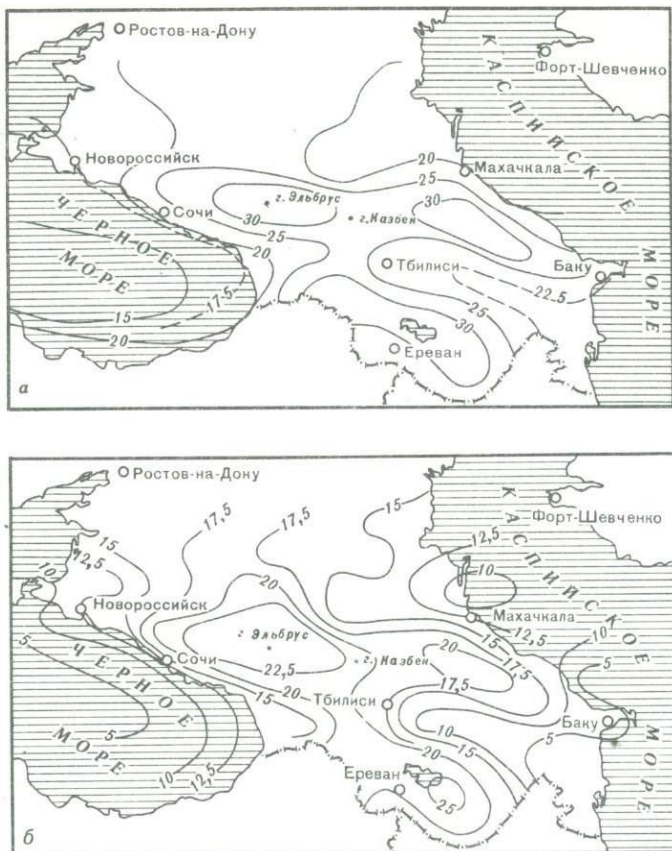 Ростов-на-Дону
КАСПИЙСКОЕ
Форт-Шевченко
Новороссийск
20
25
Махачкала
г. Эльбрус
30
г. Казбек
30
Сочи
ЧЕРНОЕ
25
20
Тбилиси
Баку
МОРЕ
22,5
МОРЕ
17,5
15
25
20
30
Ереван
а
Ростов-на-Дону
15
КАСПИЙСКОЕ
17,5
17,5
Форт-Шевченко
15
12,5
12,5
10
10
20
Новороссийск
Махачкала
г. Эльбрус
15
12,5
10
5
20
г. Казбек
17,5
Сочи
22,5
5
ЧЕРНОЕ
20
17,5
15
Тбилиси
10
Баку
МОРЕ
5
15
5
МОРЕ
10
20
12,5
Ереван
25
б